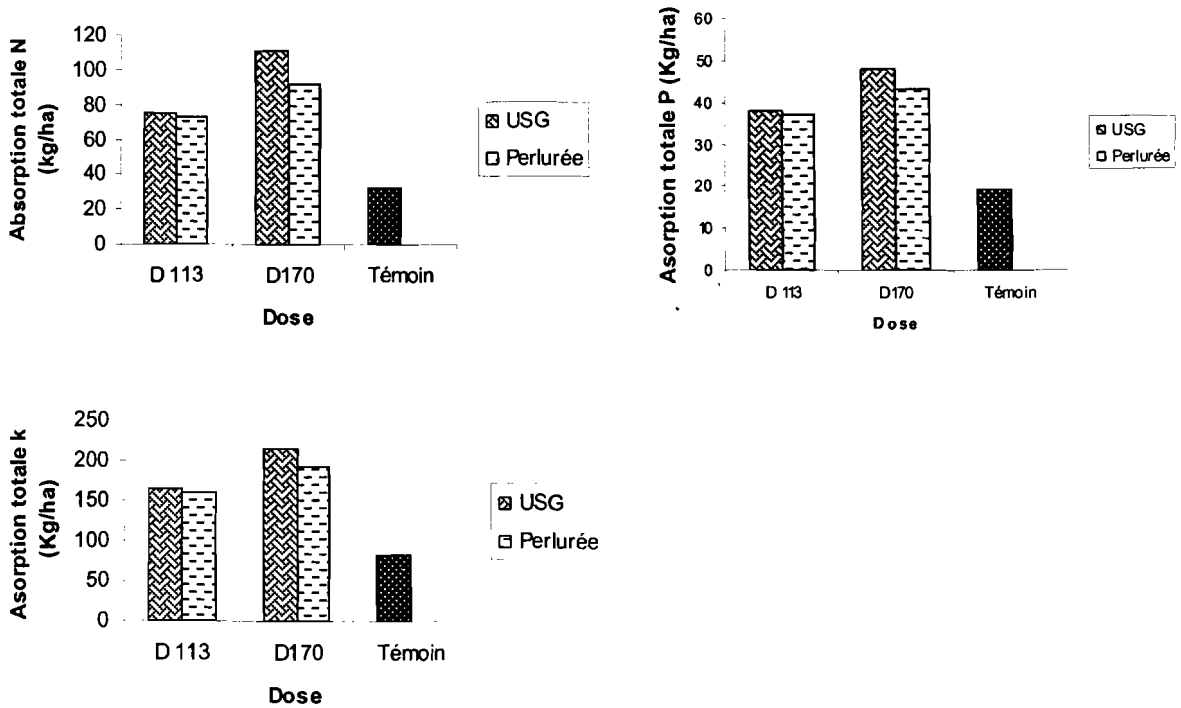 Absorption totale N
(kg/ha)
120
100
80
60
40
20
0
D 113
D170
Témoin
Dose
USG
Perlurée
Asorption totale P (Kg/ha)
60
50
40
30
20
10
0
D 113
D170
Témoin
Dose
USG
Perlurée
Asorption totale k
(Kg/ha)
250
200
150
100
50
0
D 113
D170
Témoin
Dose
USG
Perlurée